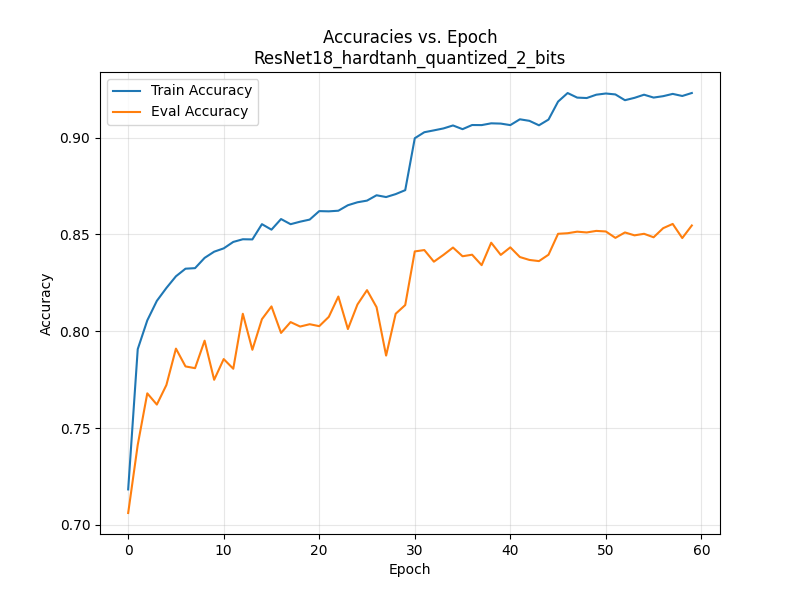 Accuracies vs. Epoch
ResNet18_hardtanh_quantized_2_bits
Train Accuracy
Eval Accuracy
0.90
0.85
0.80
0.75
0.70
Accuracy
0 10 20 30 40 50 60
Epoch